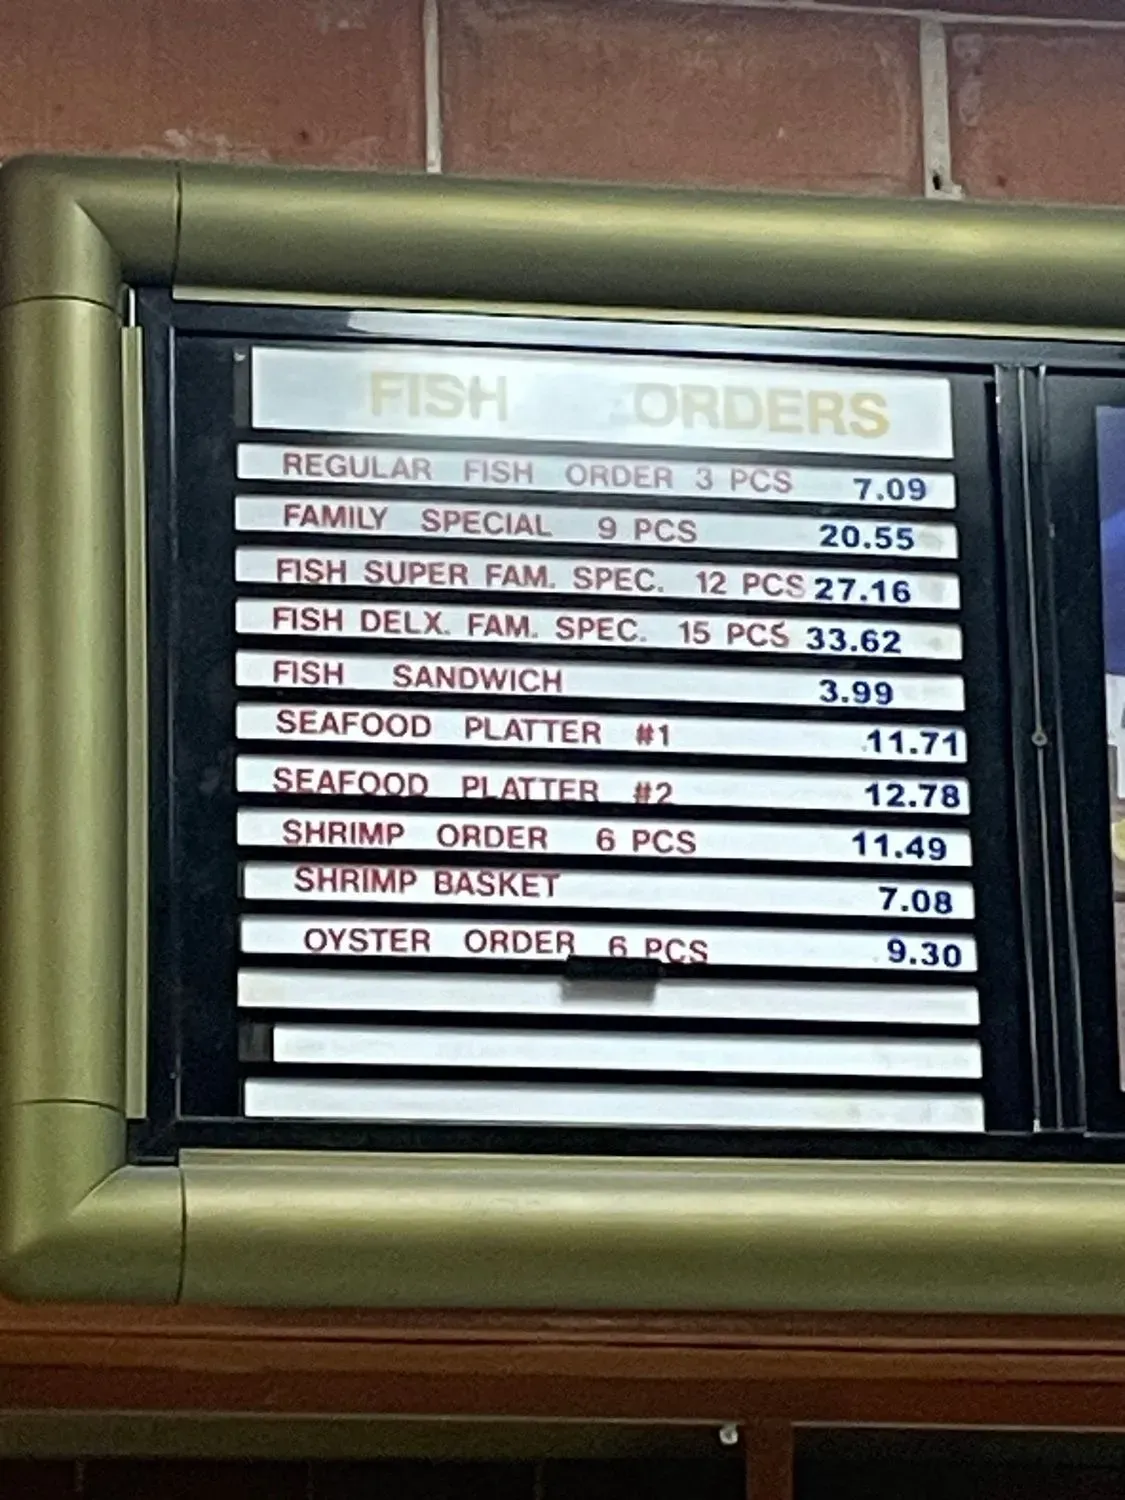 FISH ORDERS
REGULAR FISH ORDER 3 PCS 7.09
FAMILY SPECIAL 9 PCS 20.55
FISH SUPER FAM. SPEC. 12 PCS 27.16
FISH DELX. FAM. SPEC. 15 PCS 33.62
FISH SANDWICH 3.99
SEAFOOD PLATTER #1 11.71
SEAFOOD PLATTER #2 12.78
SHRIMP ORDER 6 PCS 11.49
SHRIMP BASKET 7.08
OYSTER ORDER 6 PCS 9.30